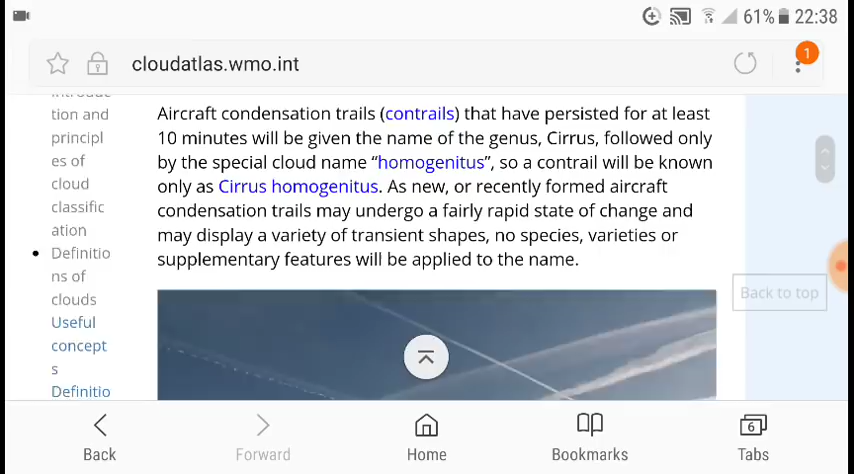 61% 22:38
cloudatlas.wmo.int
1
tion and
principl
es of
cloud
classific
ation
Definitio
ns of
clouds
Useful
concept
s
Definitio
Aircraft condensation trails (contrails) that have persisted for at least
10 minutes will be given the name of the genus, Cirrus, followed only
by the special cloud name “homogenitus”, so a contrail will be known
only as Cirrus homogenitus. As new, or recently formed aircraft
condensation trails may undergo a fairly rapid state of change and
may display a variety of transient shapes, no species, varieties or
supplementary features will be applied to the name.
Back to top
Back
Forward
Home
Bookmarks
6
Tabs